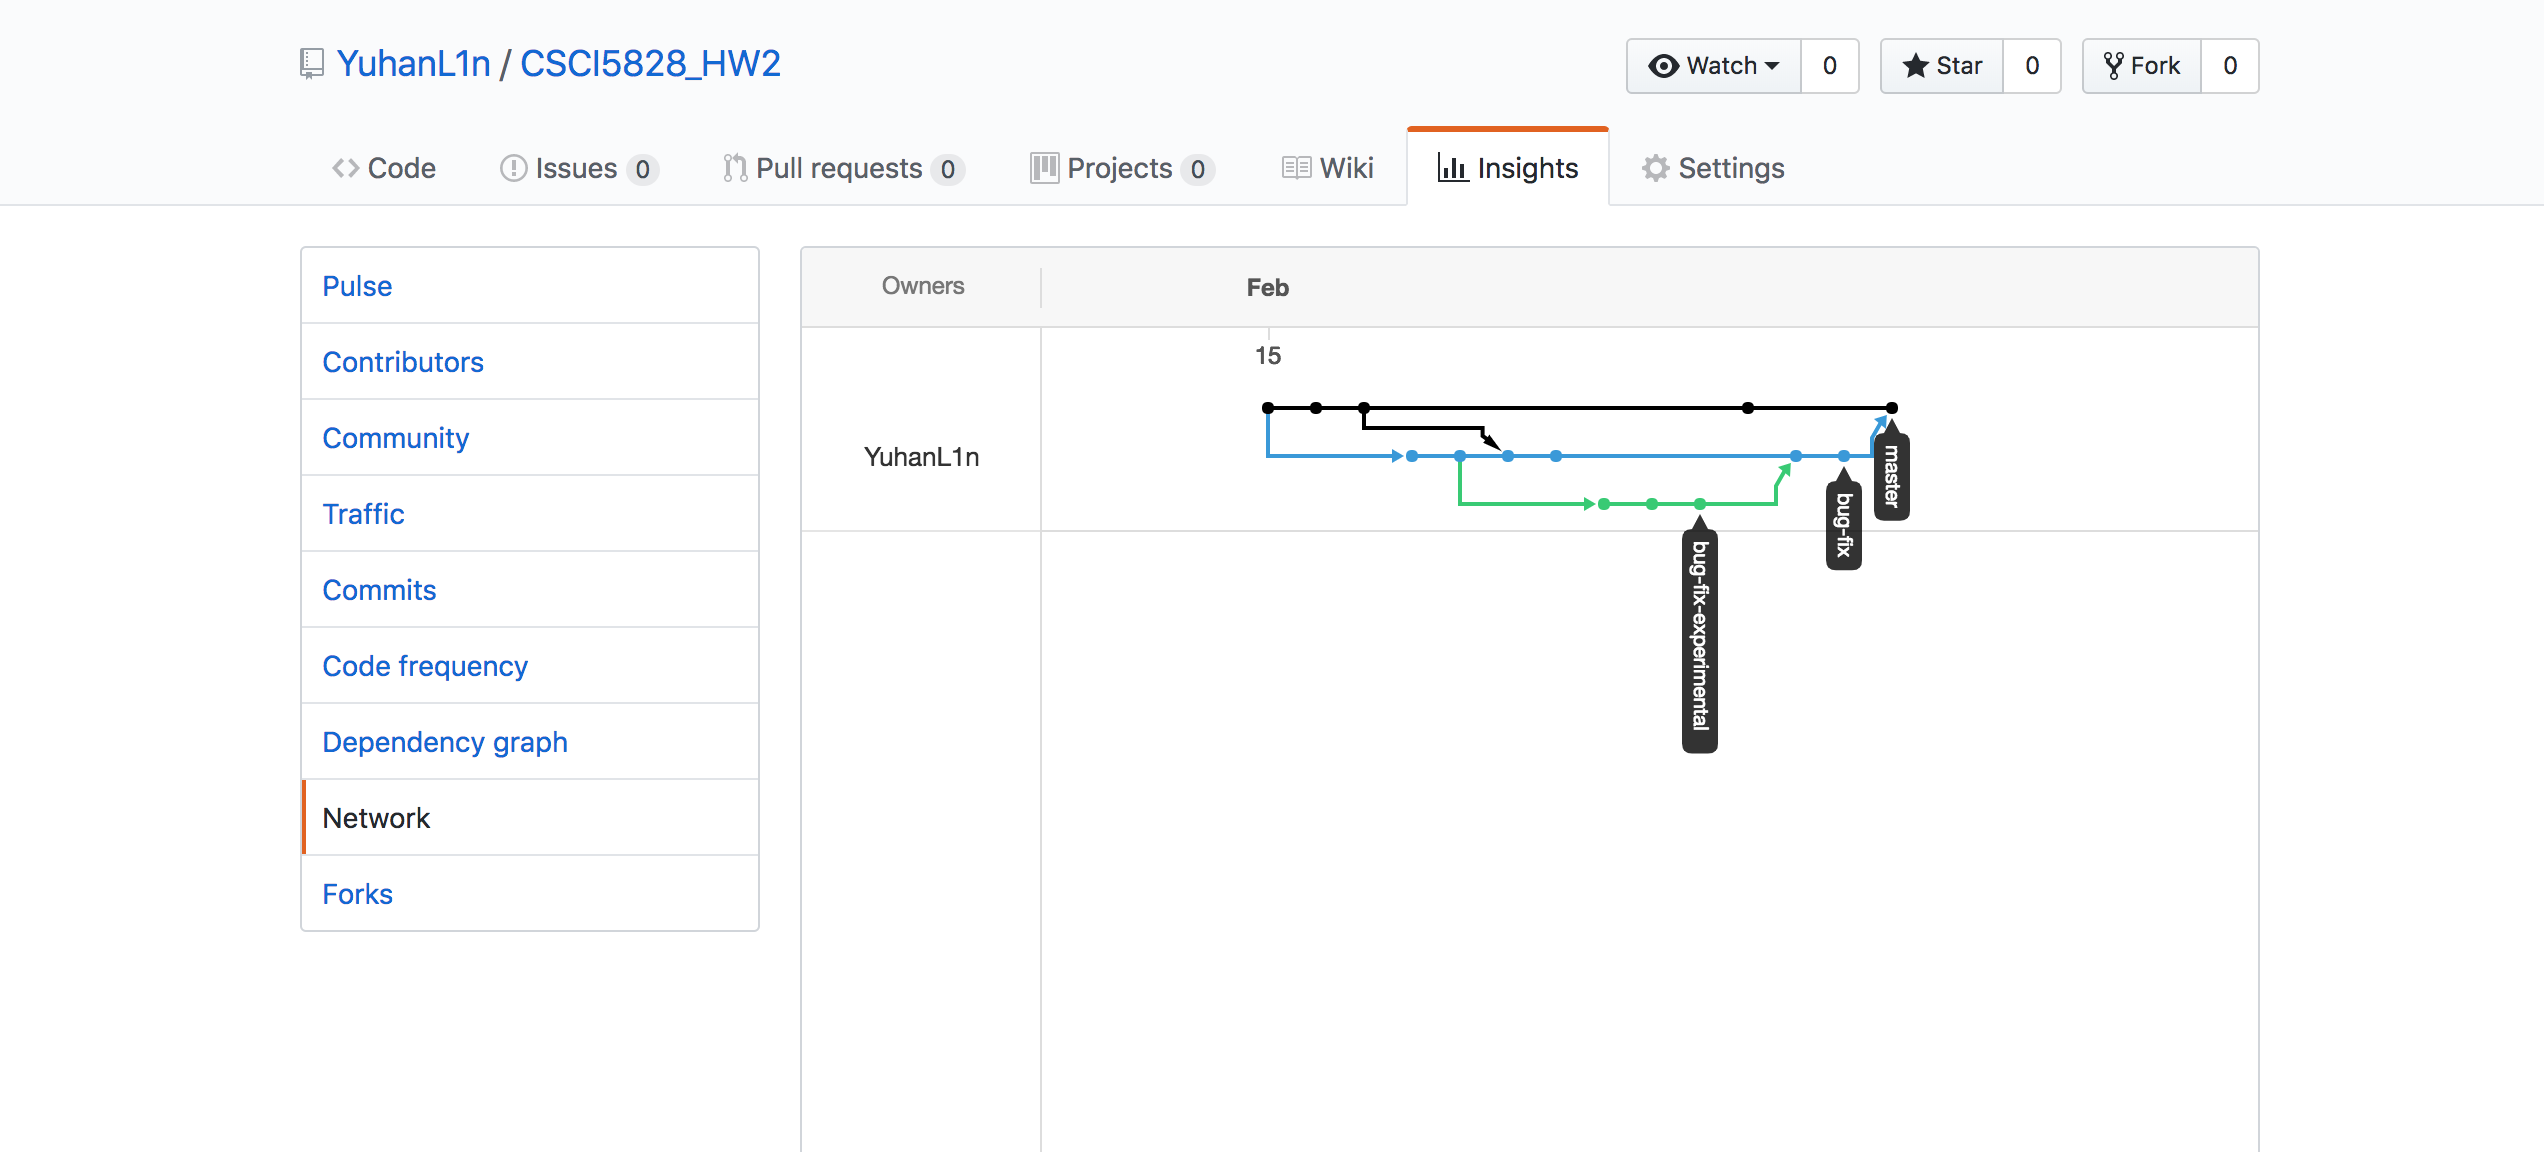 YuhanL1n / CSCI5828_HW2
Watch 0 Star 0 Fork 0
Code Issues 0 Pull requests 0 Projects 0 Wiki Insights Settings
Pulse
Contributors
Community
Traffic
Commits
Code frequency
Dependency graph
Network
Forks
Owners Feb
15
YuhanL1n
master
bug-fix
bug-fix-experimental